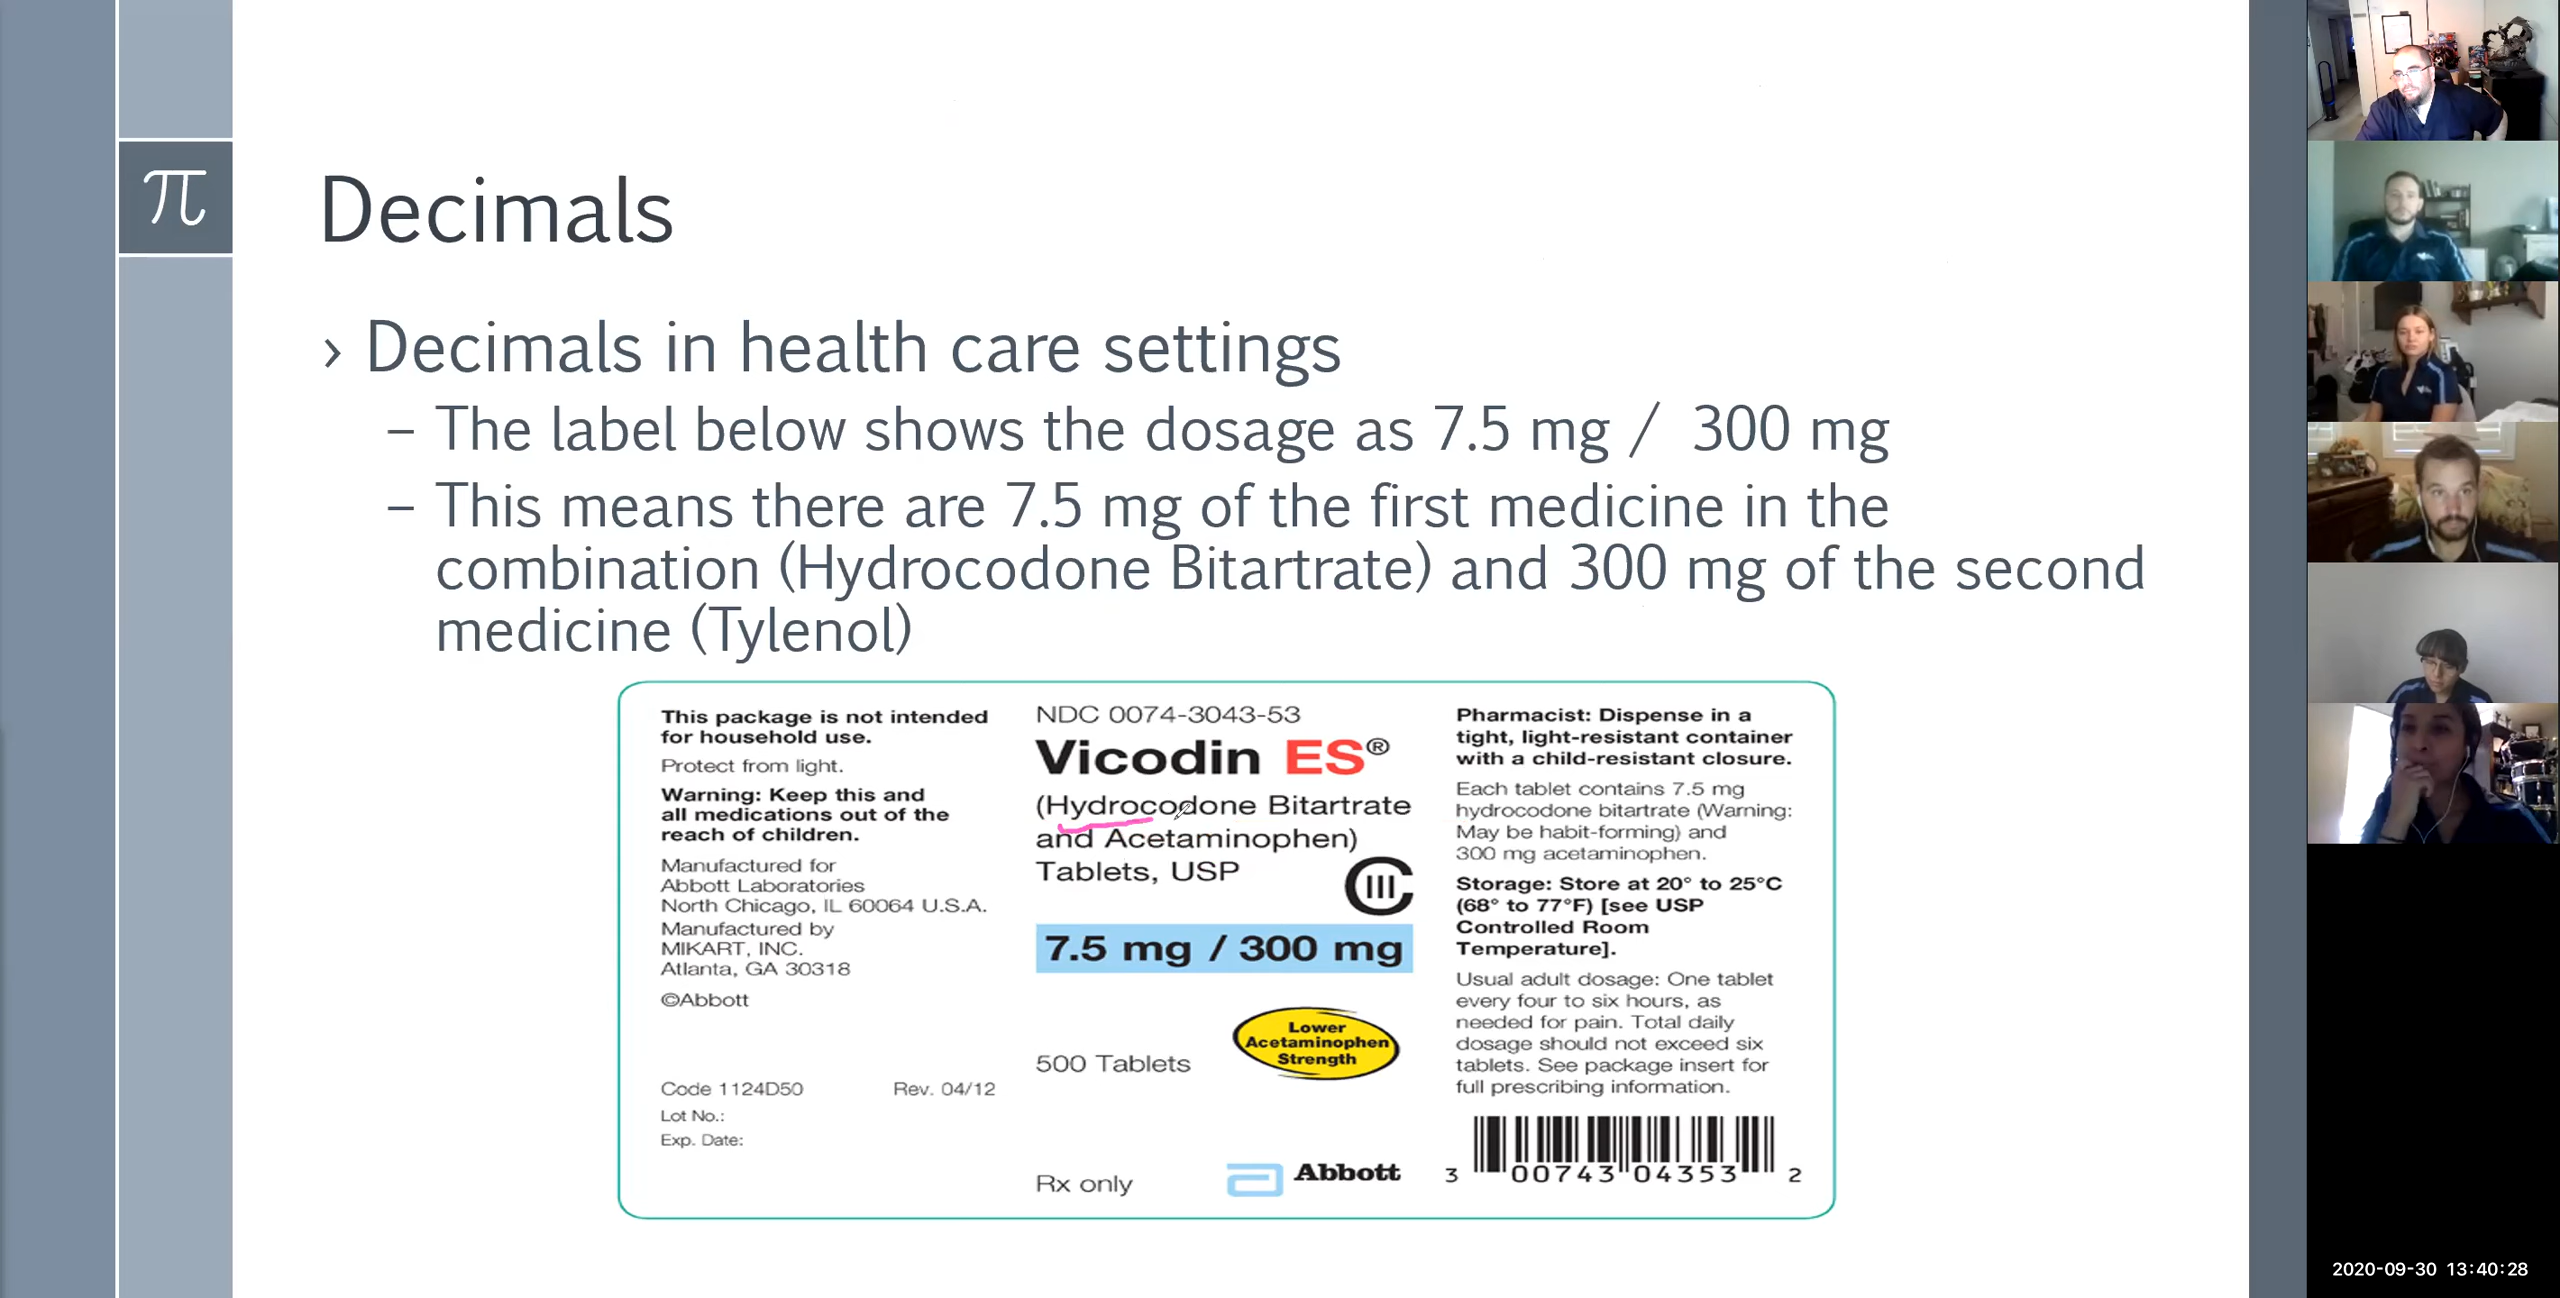 π
Decimals
› Decimals in health care settings
– The label below shows the dosage as 7.5 mg / 300 mg
– This means there are 7.5 mg of the first medicine in the
combination (Hydrocodone Bitartrate) and 300 mg of the second
medicine (Tylenol)
This package is not intended
for household use.
Protect from light.
Warning: Keep this and
all medications out of the
reach of children.
Manufactured for
Abbott Laboratories
North Chicago, IL 60064 U.S.A.
Manufactured by
MIKART, INC.
Atlanta, GA 30318
©Abbott
Code 1124D50 Rev. 04/12
Lot No.:
Exp. Date:
NDC 0074-3043-53
Vicodin ES®
(Hydrocodone Bitartrate
and Acetaminophen)
Tablets, USP
CIII
7.5 mg / 300 mg
Lower
Acetaminophen
Strength
500 Tablets
Rx only
Abbott
Pharmacist: Dispense in a
tight, light-resistant container
with a child-resistant closure.
Each tablet contains 7.5 mg
hydrocodone bitartrate (Warning:
May be habit-forming) and
300 mg acetaminophen.
Storage: Store at 20° to 25°C
(68° to 77°F) [see USP
Controlled Room
Temperature].
Usual adult dosage: One tablet
every four to six hours, as
needed for pain. Total daily
dosage should not exceed six
tablets. See package insert for
full prescribing information.
3 00743 04353 2
2020-09-30 13:40:28